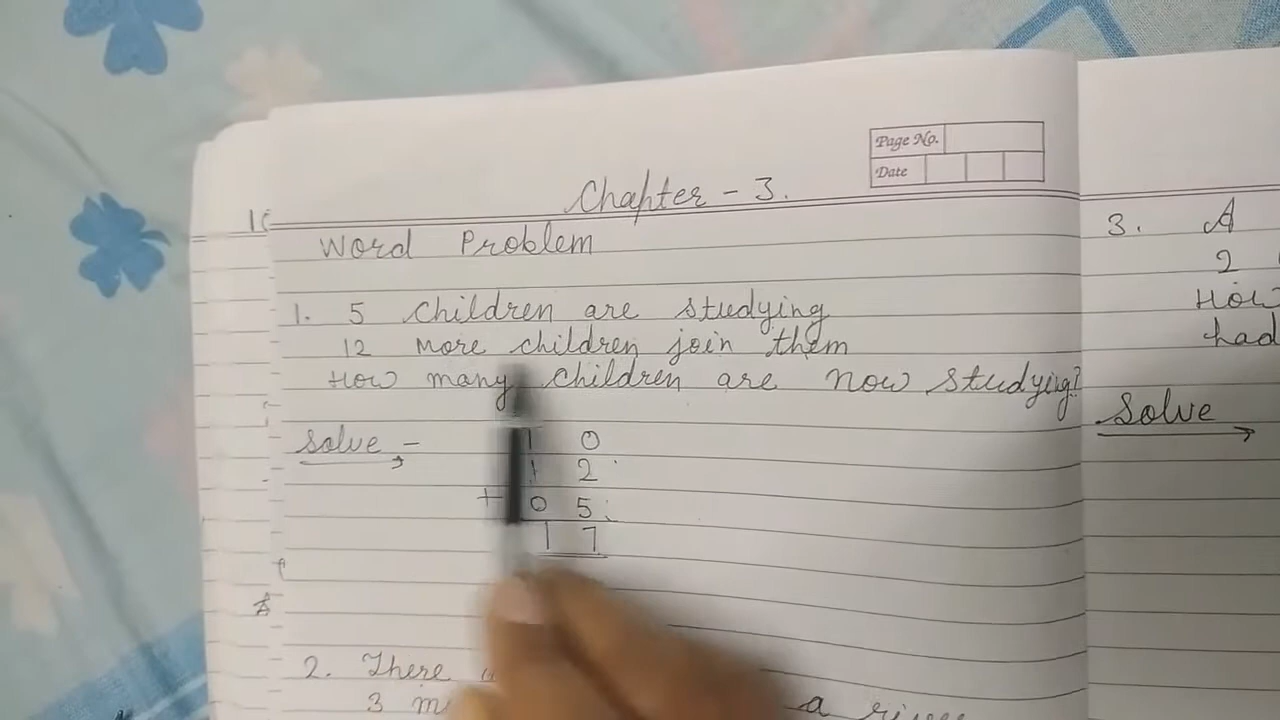 Page No.
Date
Chapter - 3.
Word Problem
1. 5 children are studying
12 more children join them
How many children are now studying?
Solve - 1 0
1 2
+ 0 5
1 7
2. There
3
a
3. A
2
How
had
Solve